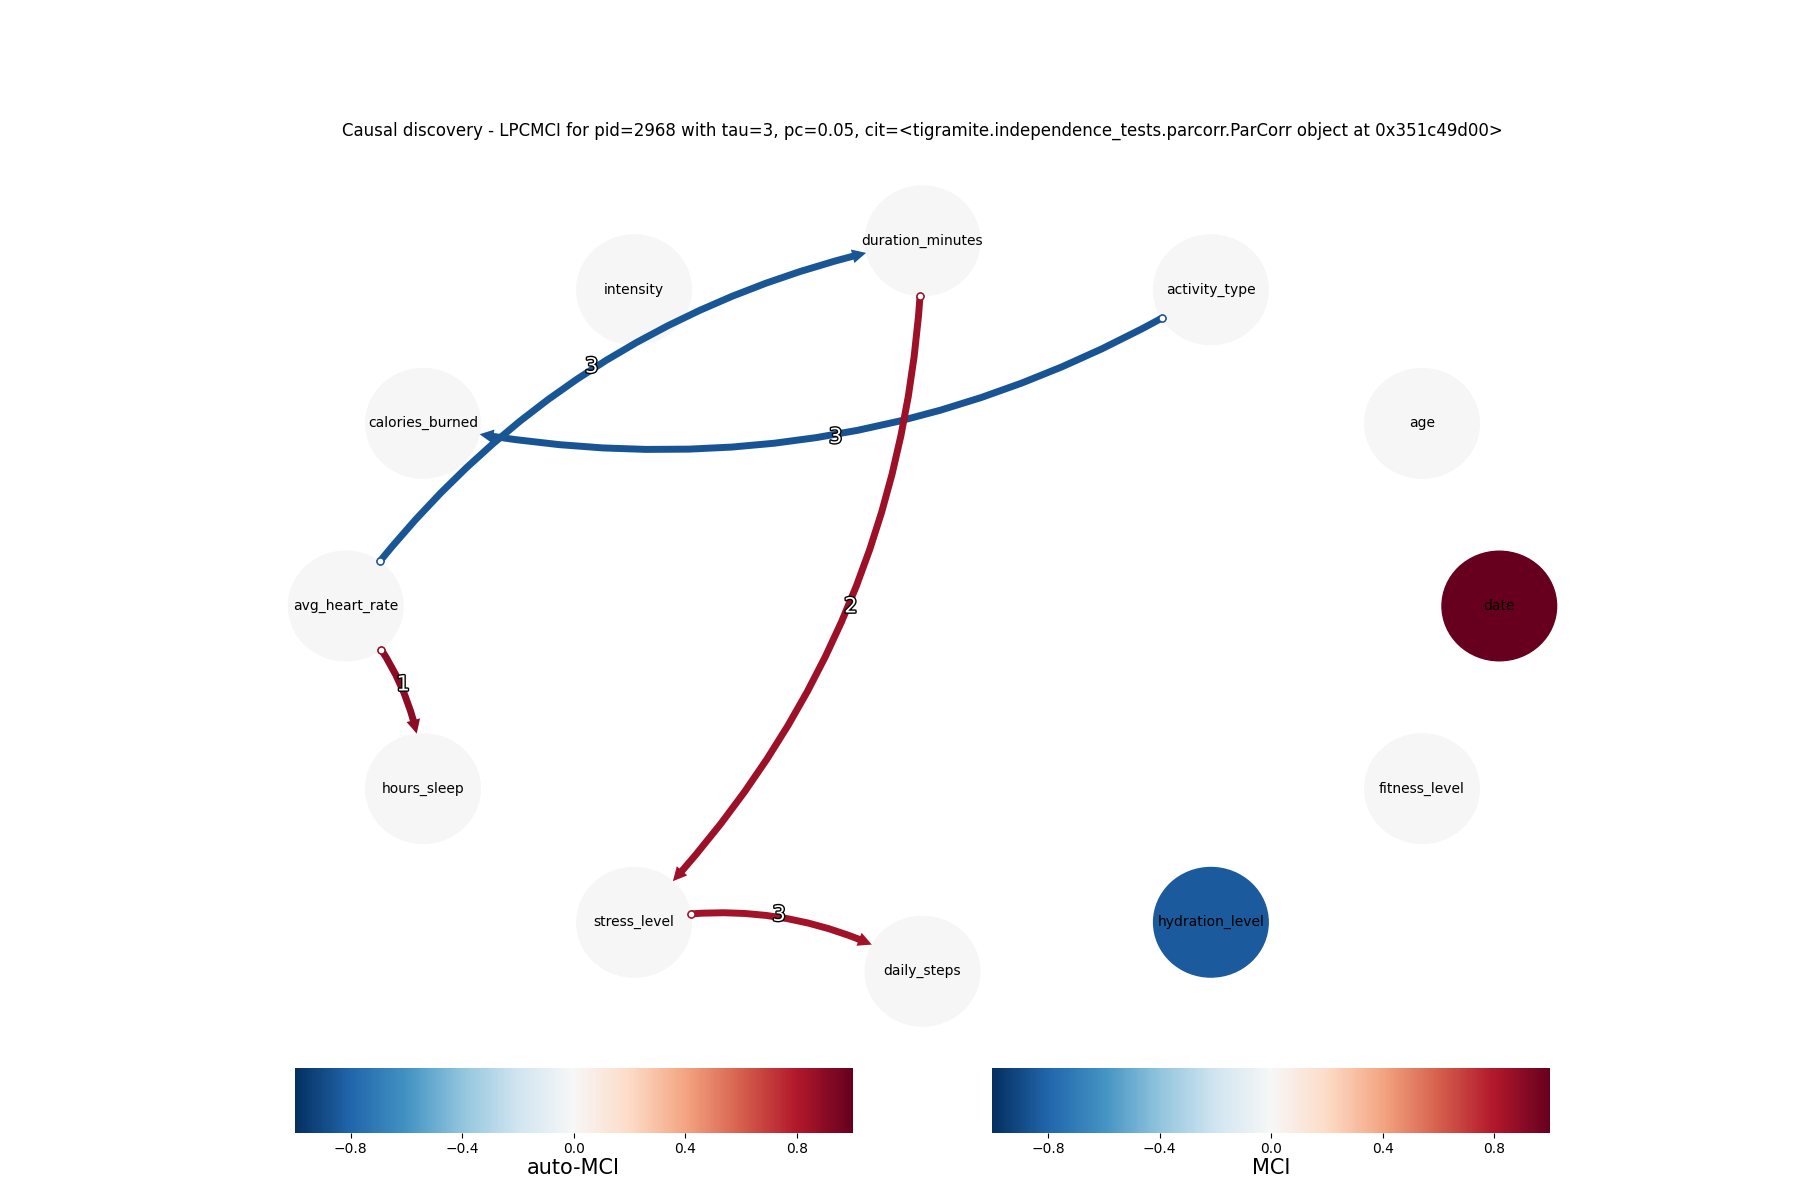 Causal discovery - LPCMCI for pid=2968 with tau=3, pc=0.05, cit=<tigramite.independence_tests.parcorr.ParCorr object at 0x351c49d00>
duration_minutes
intensity
activity_type
3
calories_burned
age
3
avg_heart_rate
2
date
1
hours_sleep
fitness_level
stress_level
3
hydration_level
daily_steps
−0.8 −0.4 0.0 0.4 0.8
auto-MCI
−0.8 −0.4 0.0 0.4 0.8
MCI